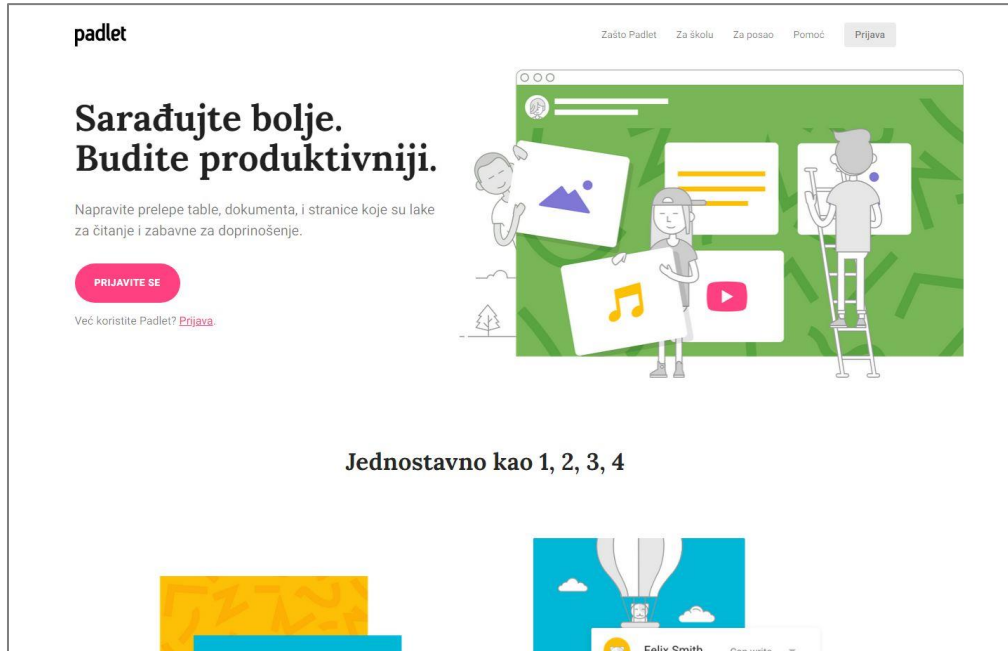 padlet
Zašto Padlet Za školu Za posao Pomoć Prijava
Sarađujte bolje.
Budite produktivniji.
Napravite prelepe table, dokumenta, i stranice koje su lake
za čitanje i zabavne za doprinošenje.
PRIJAVITE SE
Već koristite Padlet? Prijava.
Jednostavno kao 1, 2, 3, 4
Felix Smith Can write